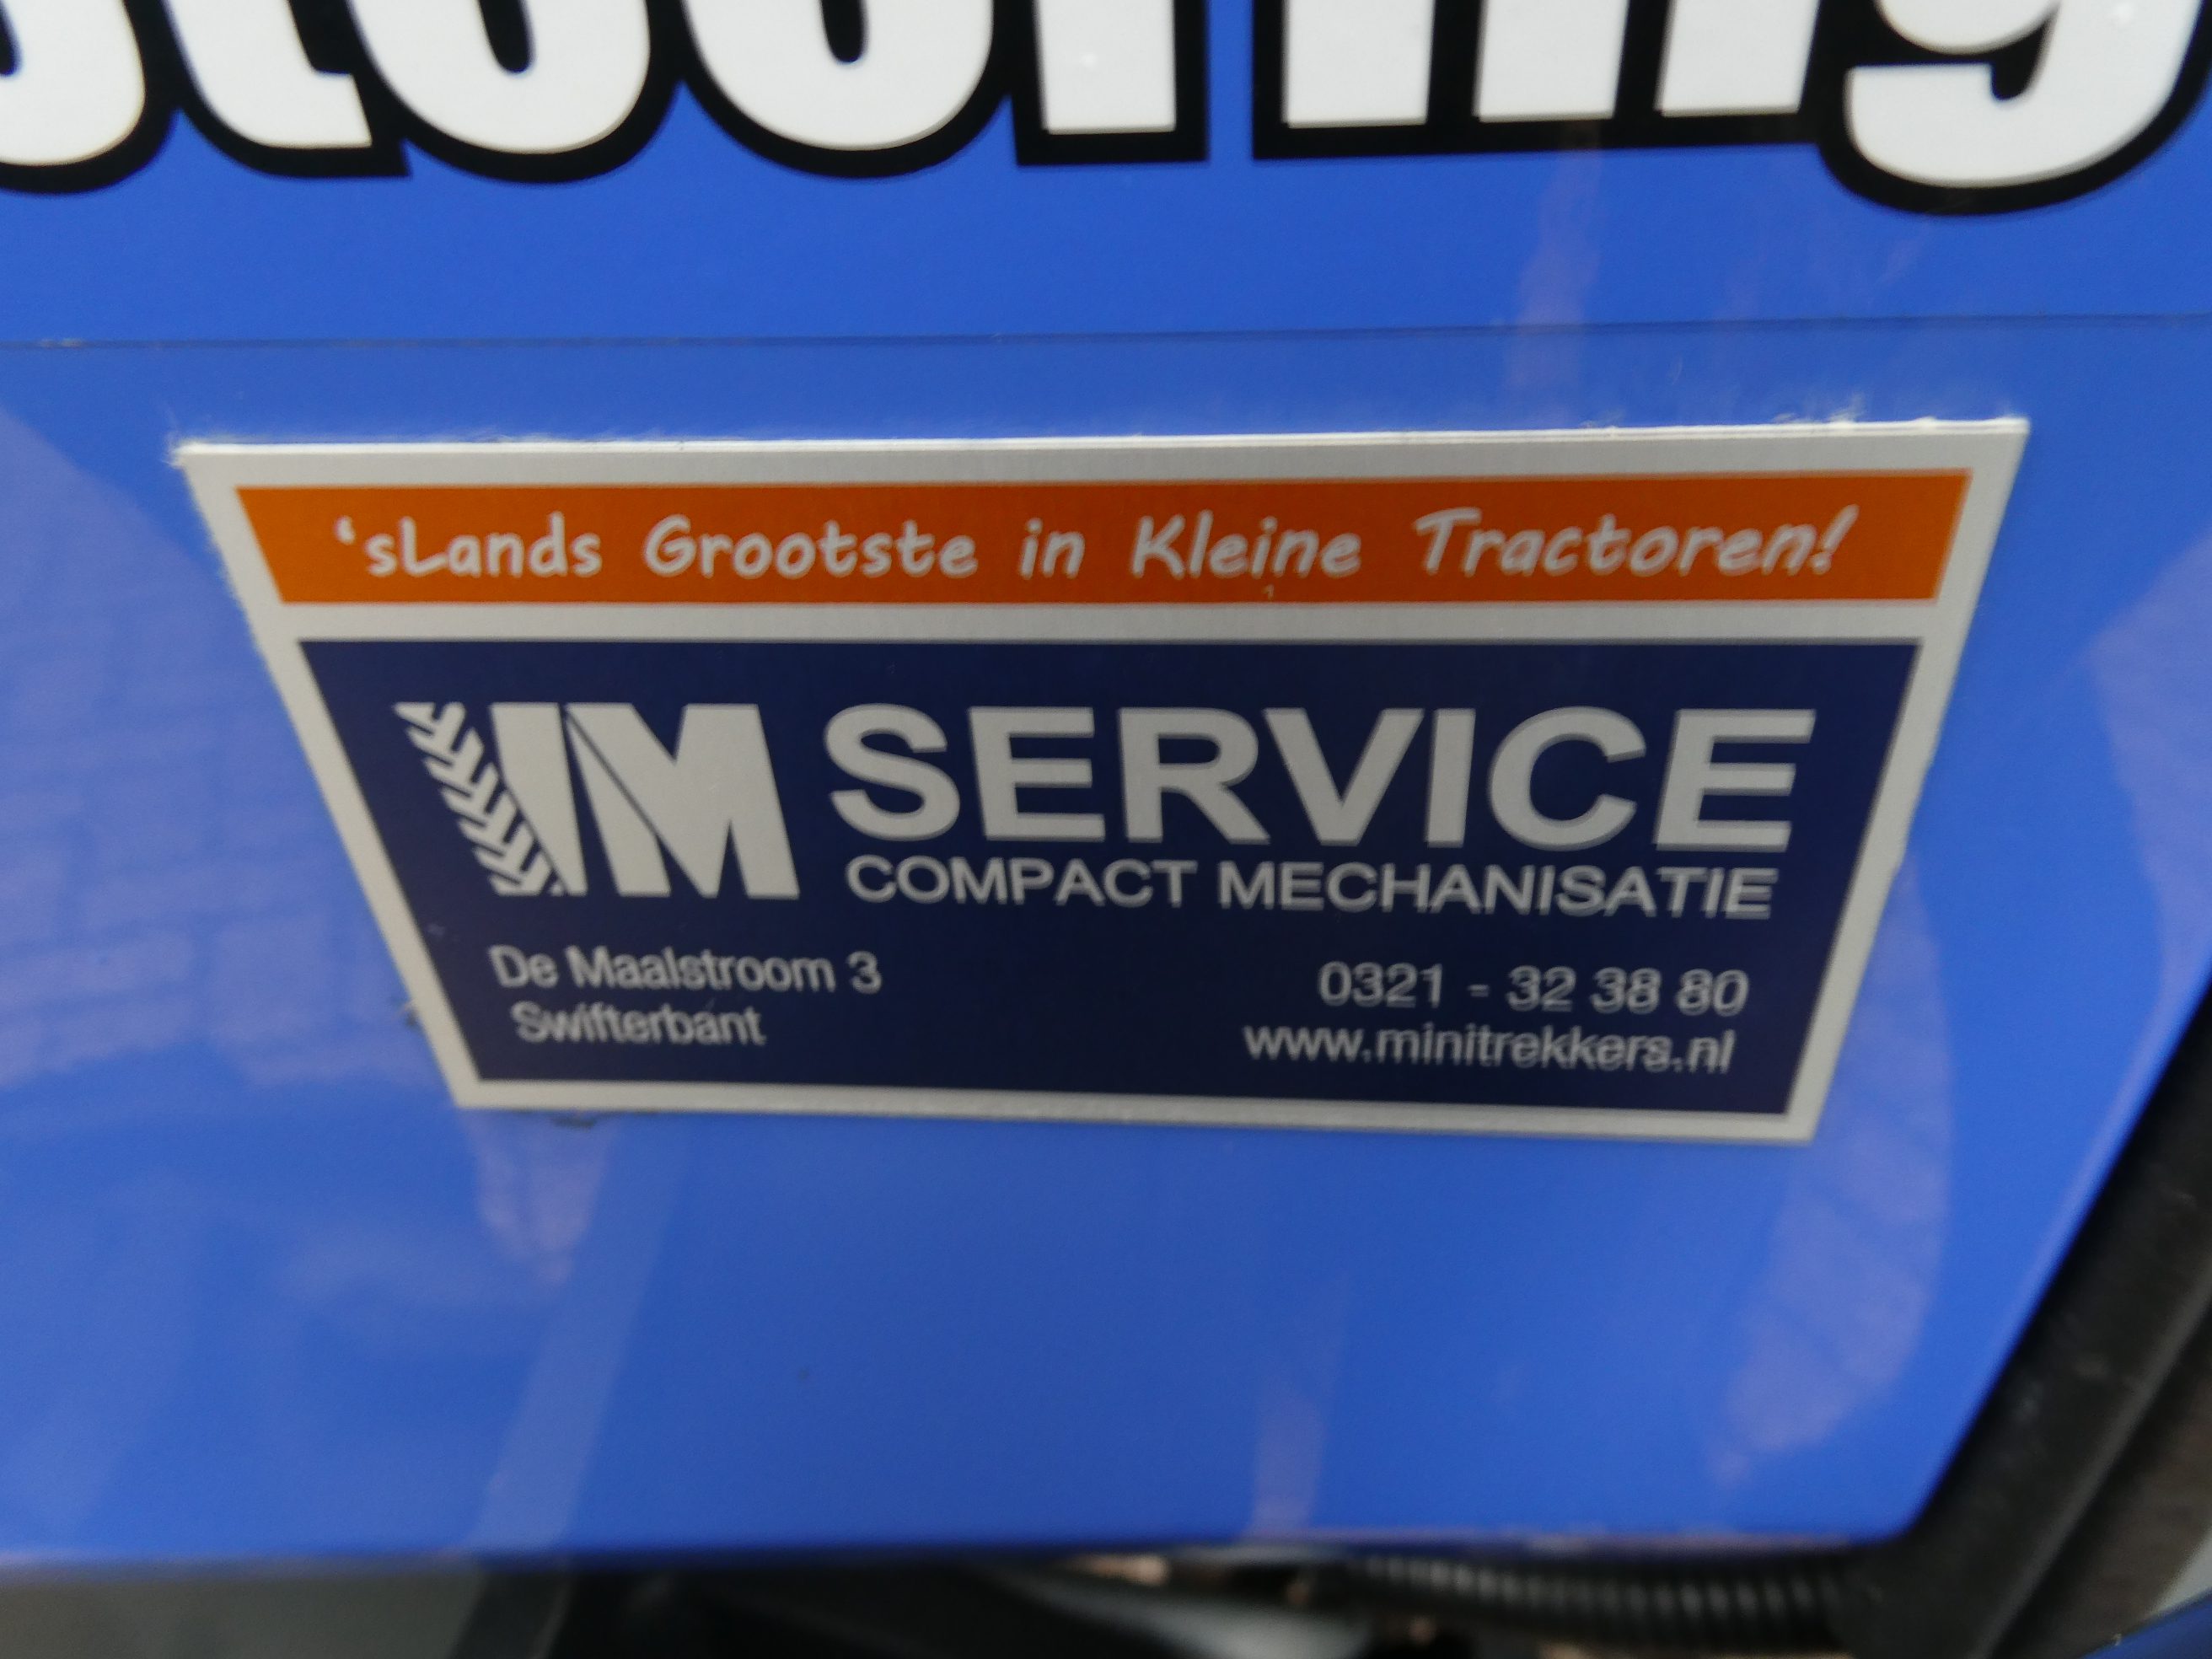 'sLands Grootste in Kleine Tractoren!
IM SERVICE
COMPACT MECHANISATIE
De Maalstroom 3
Swifterbant
0321 - 32 38 80
www.minitrekkers.nl